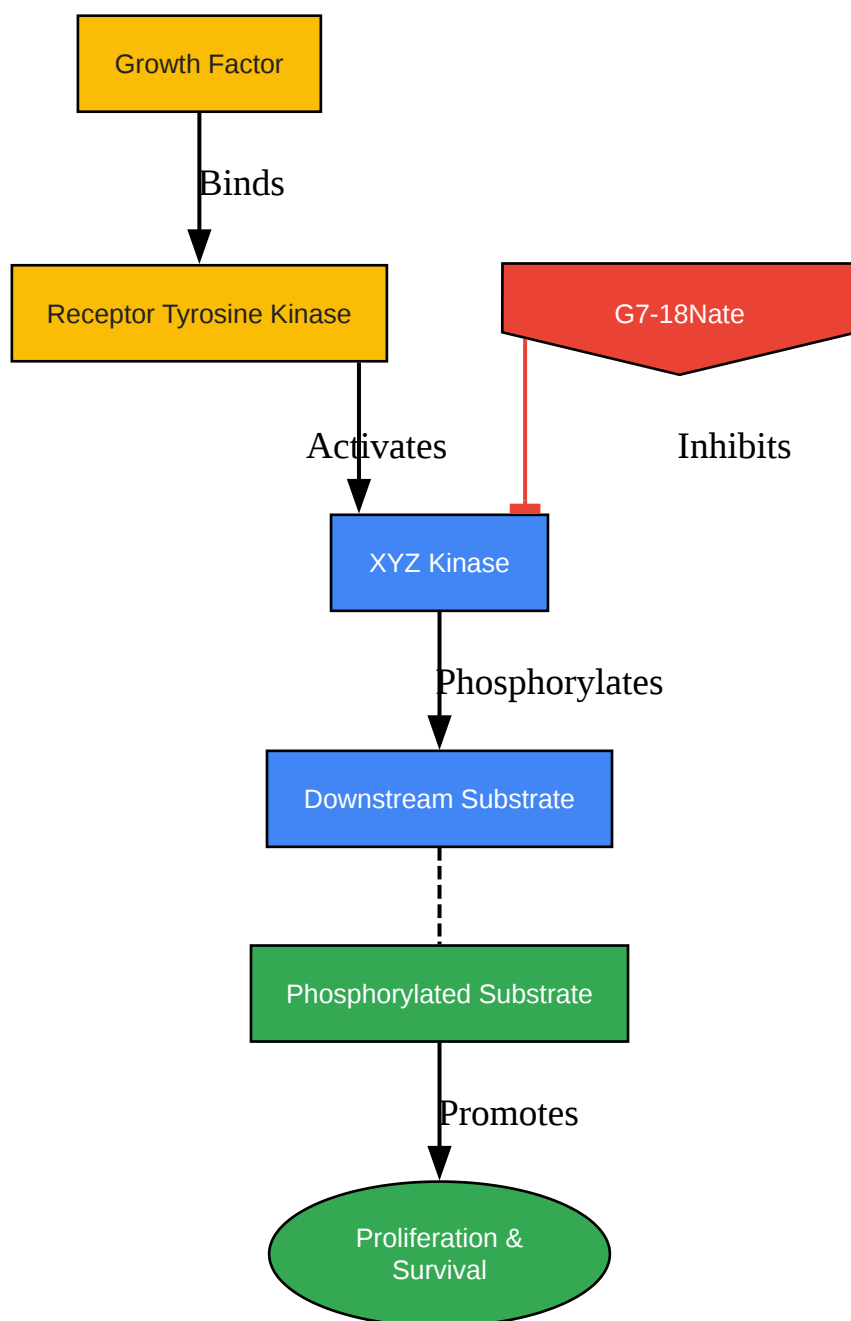 Growth Factor
Binds
Receptor Tyrosine Kinase
G7-18Nate
Activates
Inhibits
XYZ Kinase
Phosphorylates
Downstream Substrate
Phosphorylated Substrate
Promotes
Proliferation &
Survival